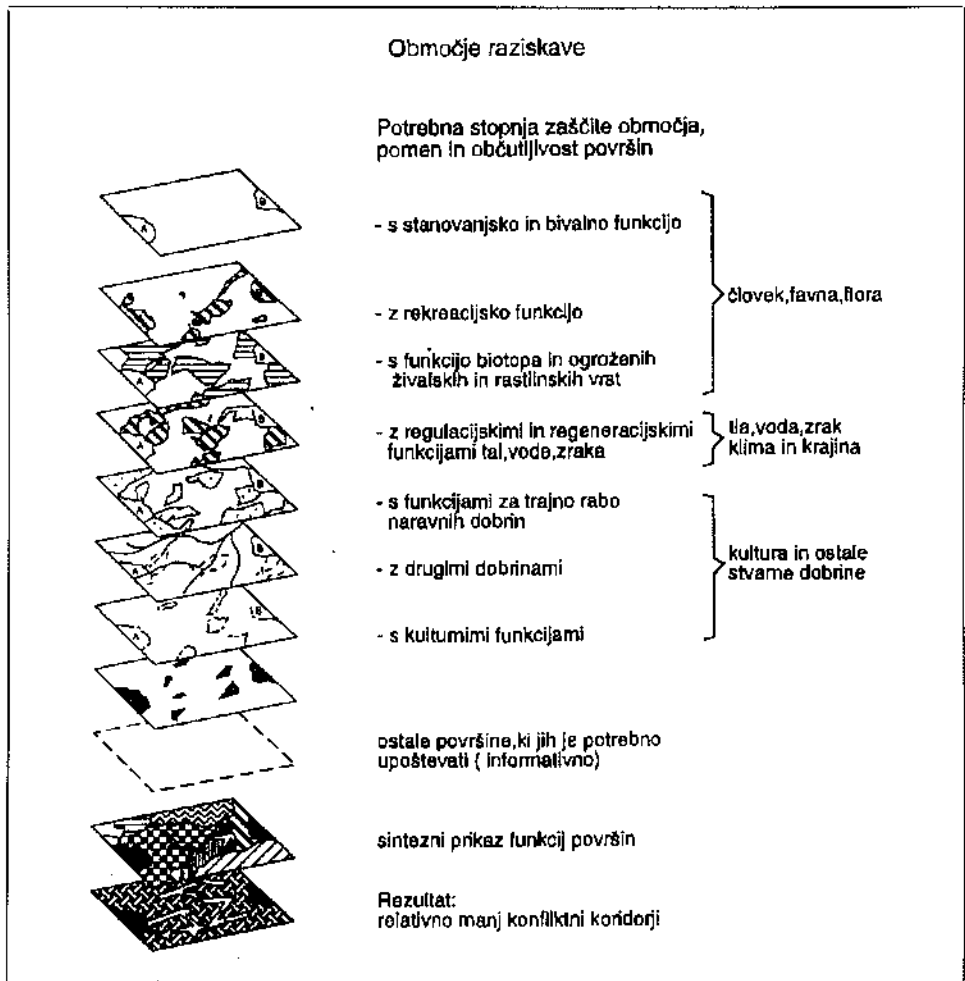 Območje raziskave
Potrebna stopnja zaščite območja,
pomen in občutljivost površin
- s stanovanjsko in bivalno funkcijo
- z rekreacijsko funkcijo
- s funkcijo biotopa in ogroženih
živalskih in rastlinskih vrst
človek,favna,flora
- z regulacijskimi in regeneracijskimi
funkcijami tal,vode,zraka
tla,voda,zrak
klima in krajina
- s funkcijami za trajno rabo
naravnih dobrin
- z drugimi dobrinami
- s kulturnimi funkcijami
kultura in ostale
stvarne dobrine
ostale površine,ki jih je potrebno
upoštevati ( informativno)
sintezni prikaz funkcij površin
Rezultat:
relativno manj konfliktni koridorji